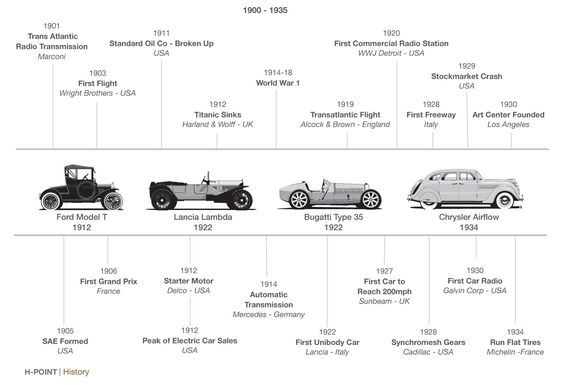 1900 - 1935
1901
Trans Atlantic
Radio Transmission
Marconi
1903
First Flight
Wright Brothers - USA
1911
Standard Oil Co - Broken Up
USA
1912
Titanic Sinks
Harland & Wolff - UK
1914-18
World War 1
1919
Transatlantic Flight
Alcock & Brown - England
1920
First Commercial Radio Station
WWJ Detroit - USA
1928
First Freeway
Italy
1929
Stockmarket Crash
USA
1930
Art Center Founded
Los Angeles
Ford Model T
1912
Lancia Lambda
1922
Bugatti Type 35
1922
Chrysler Airflow
1934
1905
SAE Formed
USA
1906
First Grand Prix
France
1912
Starter Motor
Delco - USA
1912
Peak of Electric Car Sales
USA
1914
Automatic
Transmission
Mercedes - Germany
1922
First Unibody Car
Lancia - Italy
1927
First Car to
Reach 200mph
Sunbeam - UK
1928
Synchromesh Gears
Cadillac - USA
1930
First Car Radio
Galvin Corp - USA
1934
Run Flat Tires
Michelin -France
H-POINT | History